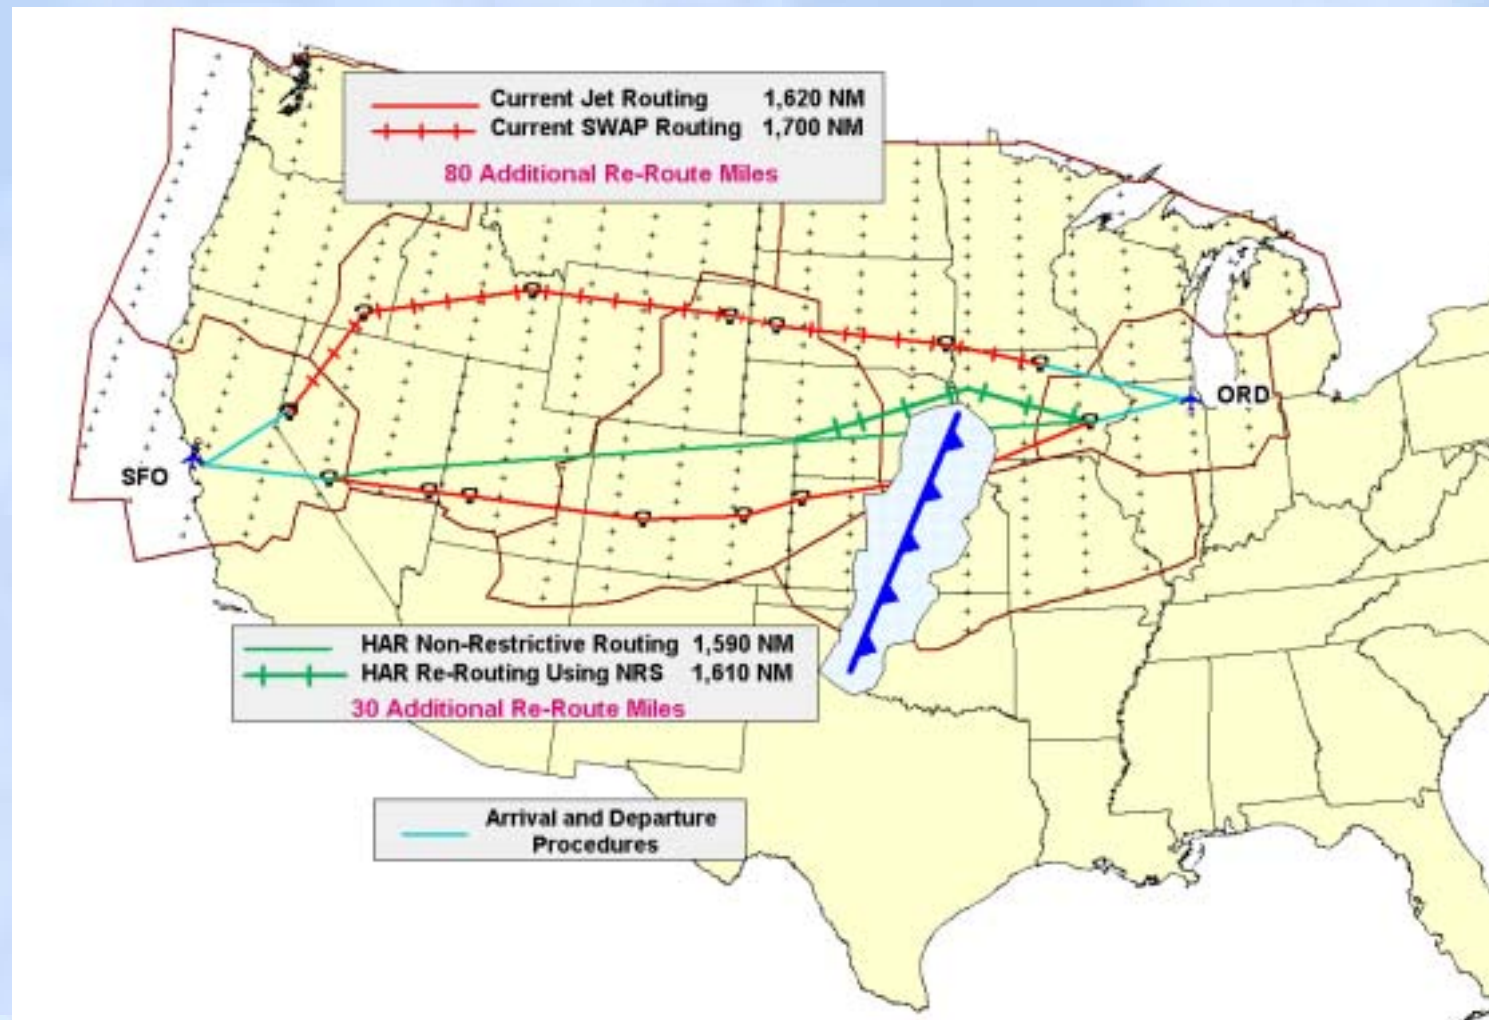 Current Jet Routing 1,620 NM
Current SWAP Routing 1,700 NM
80 Additional Re-Route Miles
ORD
SFO
HAR Non-Restrictive Routing 1,590 NM
HAR Re-Routing Using NRS 1,610 NM
30 Additional Re-Route Miles
Arrival and Departure
Procedures